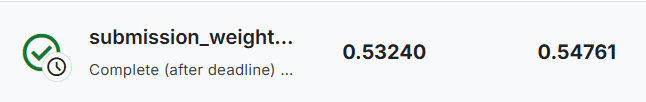 submission_weight...
Complete (after deadline) ...
0.53240
0.54761